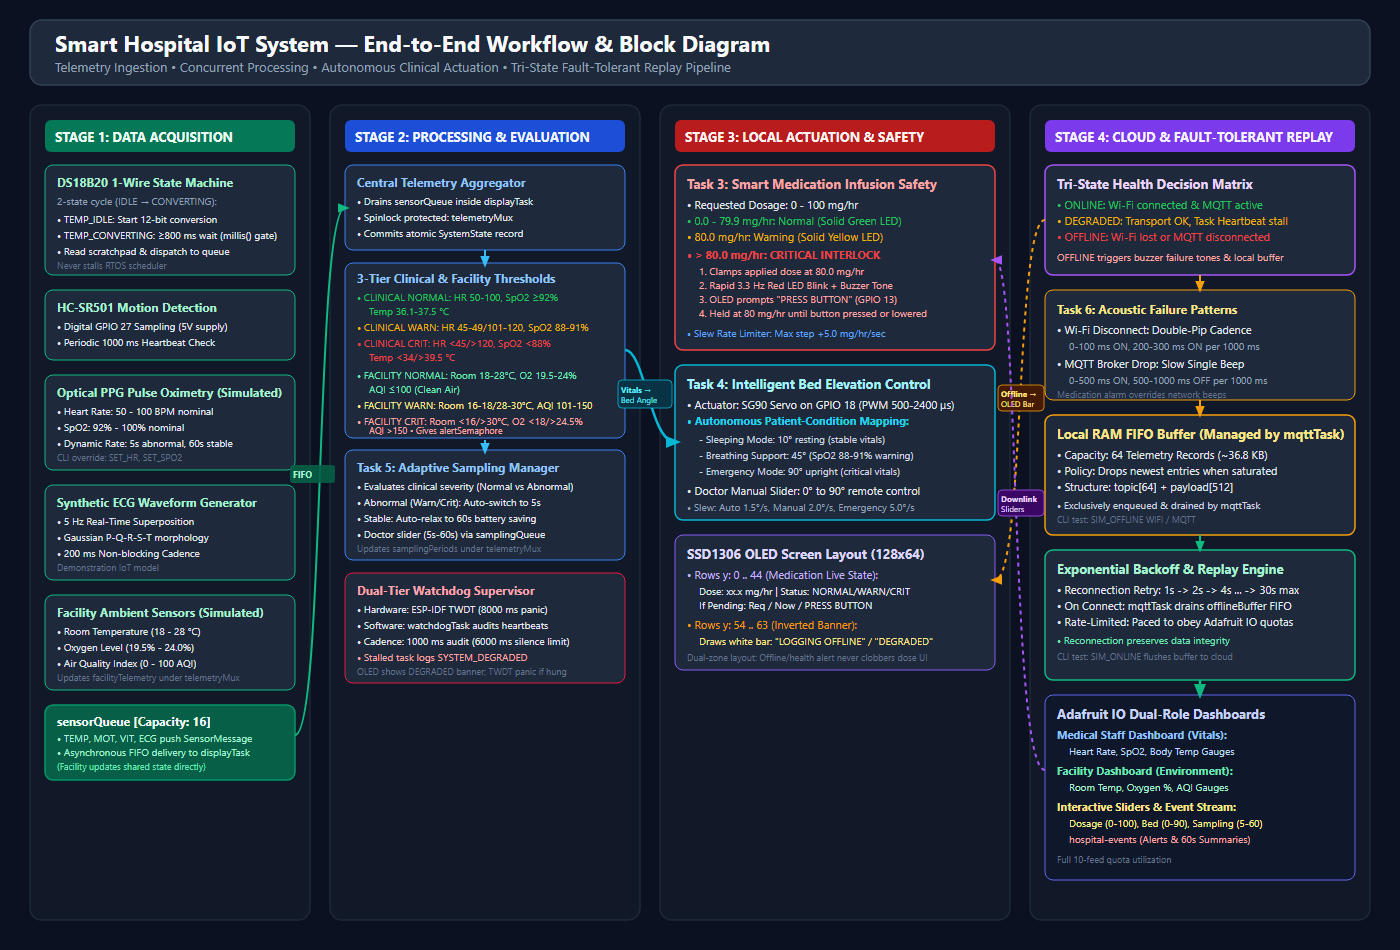 Smart Hospital IoT System — End-to-End Workflow & Block Diagram
Telemetry Ingestion • Concurrent Processing • Autonomous Clinical Actuation • Tri-State Fault-Tolerant Replay Pipeline
STAGE 1: DATA ACQUISITION
DS18B20 1-Wire State Machine
2-state cycle (IDLE → CONVERTING):
• TEMP_IDLE: Start 12-bit conversion
• TEMP_CONVERTING: ≥800 ms wait (millis() gate)
• Read scratchpad & dispatch to queue
Never stalls RTOS scheduler
HC-SR501 Motion Detection
• Digital GPIO 27 Sampling (5V supply)
• Periodic 1000 ms Heartbeat Check
Optical PPG Pulse Oximetry (Simulated)
• Heart Rate: 50 - 100 BPM nominal
• SpO2: 92% - 100% nominal
• Dynamic Rate: 5s abnormal, 60s stable
CLI override: SET_HR, SET_SPO2
Synthetic ECG Waveform Generator
• 5 Hz Real-Time Superposition
• Gaussian P-Q-R-S-T morphology
• 200 ms Non-blocking Cadence
Demonstration IoT model
Facility Ambient Sensors (Simulated)
• Room Temperature (18 - 28 °C)
• Oxygen Level (19.5% - 24.0%)
• Air Quality Index (0 - 100 AQI)
Updates facilityTelemetry under telemetryMux
sensorQueue [Capacity: 16]
• TEMP, MOT, VIT, ECG push SensorMessage
• Asynchronous FIFO delivery to displayTask
(Facility updates shared state directly)
FIFO
STAGE 2: PROCESSING & EVALUATION
Central Telemetry Aggregator
• Drains sensorQueue inside displayTask
• Spinlock protected: telemetryMux
• Commits atomic SystemState record
3-Tier Clinical & Facility Thresholds
• CLINICAL NORMAL: HR 50-100, SpO2 ≥92%
Temp 36.1-37.5 °C
• CLINICAL WARN: HR 45-49/101-120, SpO2 88-91%
• CLINICAL CRIT: HR <45/>120, SpO2 <88%
Temp <34/>39.5 °C
• FACILITY NORMAL: Room 18-28°C, O2 19.5-24%
AQI ≤100 (Clean Air)
• FACILITY WARN: Room 16-18/28-30°C, AQI 101-150
• FACILITY CRIT: Room <16/>30°C, O2 <18/>24.5%
AQI >150 • Gives alertSemaphore
Task 5: Adaptive Sampling Manager
• Evaluates clinical severity (Normal vs Abnormal)
• Abnormal (Warn/Crit): Auto-switch to 5s
• Stable: Auto-relax to 60s battery saving
• Doctor slider (5s-60s) via samplingQueue
Updates samplingPeriods under telemetryMux
Dual-Tier Watchdog Supervisor
• Hardware: ESP-IDF TWDT (8000 ms panic)
• Software: watchdogTask audits heartbeats
• Cadence: 1000 ms audit (6000 ms silence limit)
• Stalled task logs SYSTEM_DEGRADED
OLED shows DEGRADED banner; TWDT panic if hung
Vitals →
Bed Angle
STAGE 3: LOCAL ACTUATION & SAFETY
Task 3: Smart Medication Infusion Safety
• Requested Dosage: 0 - 100 mg/hr
• 0.0 - 79.9 mg/hr: Normal (Solid Green LED)
• 80.0 mg/hr: Warning (Solid Yellow LED)
• > 80.0 mg/hr: CRITICAL INTERLOCK
1. Clamps applied dose at 80.0 mg/hr
2. Rapid 3.3 Hz Red LED Blink + Buzzer Tone
3. OLED prompts "PRESS BUTTON" (GPIO 13)
4. Held at 80 mg/hr until button pressed or lowered
• Slew Rate Limiter: Max step +5.0 mg/hr/sec
Task 4: Intelligent Bed Elevation Control
• Actuator: SG90 Servo on GPIO 18 (PWM 500-2400 µs)
• Autonomous Patient-Condition Mapping:
- Sleeping Mode: 10° resting (stable vitals)
- Breathing Support: 45° (SpO2 88-91% warning)
- Emergency Mode: 90° upright (critical vitals)
• Doctor Manual Slider: 0° to 90° remote control
• Slew: Auto 1.5°/s, Manual 2.0°/s, Emergency 5.0°/s
SSD1306 OLED Screen Layout (128x64)
• Rows y: 0 .. 44 (Medication Live State):
Dose: xx.x mg/hr | Status: NORMAL/WARN/CRIT
If Pending: Req / Now / PRESS BUTTON
• Rows y: 54 .. 63 (Inverted Banner):
Draws white bar: "LOGGING OFFLINE" / "DEGRADED"
Dual-zone layout: Offline/health alert never clobbers dose UI
Offline →
OLED Bar
Downlink
Sliders
STAGE 4: CLOUD & FAULT-TOLERANT REPLAY
Tri-State Health Decision Matrix
• ONLINE: Wi-Fi connected & MQTT active
• DEGRADED: Transport OK, Task Heartbeat stall
• OFFLINE: Wi-Fi lost or MQTT disconnected
OFFLINE triggers buzzer failure tones & local buffer
Task 6: Acoustic Failure Patterns
• Wi-Fi Disconnect: Double-Pip Cadence
0-100 ms ON, 200-300 ms ON per 1000 ms
• MQTT Broker Drop: Slow Single Beep
0-500 ms ON, 500-1000 ms OFF per 1000 ms
Medication alarm overrides network beeps
Local RAM FIFO Buffer (Managed by mqttTask)
• Capacity: 64 Telemetry Records (~36.8 KB)
• Policy: Drops newest entries when saturated
• Structure: topic[64] + payload[512]
• Exclusively enqueued & drained by mqttTask
CLI test: SIM_OFFLINE WIFI / MQTT
Exponential Backoff & Replay Engine
• Reconnection Retry: 1s -> 2s -> 4s ... -> 30s max
• On Connect: mqttTask drains offlineBuffer FIFO
• Rate-Limited: Paced to obey Adafruit IO quotas
• Reconnection preserves data integrity
CLI test: SIM_ONLINE flushes buffer to cloud
Adafruit IO Dual-Role Dashboards
Medical Staff Dashboard (Vitals):
Heart Rate, SpO2, Body Temp Gauges
Facility Dashboard (Environment):
Room Temp, Oxygen %, AQI Gauges
Interactive Sliders & Event Stream:
Dosage (0-100), Bed (0-90), Sampling (5-60)
hospital-events (Alerts & 60s Summaries)
Full 10-feed quota utilization